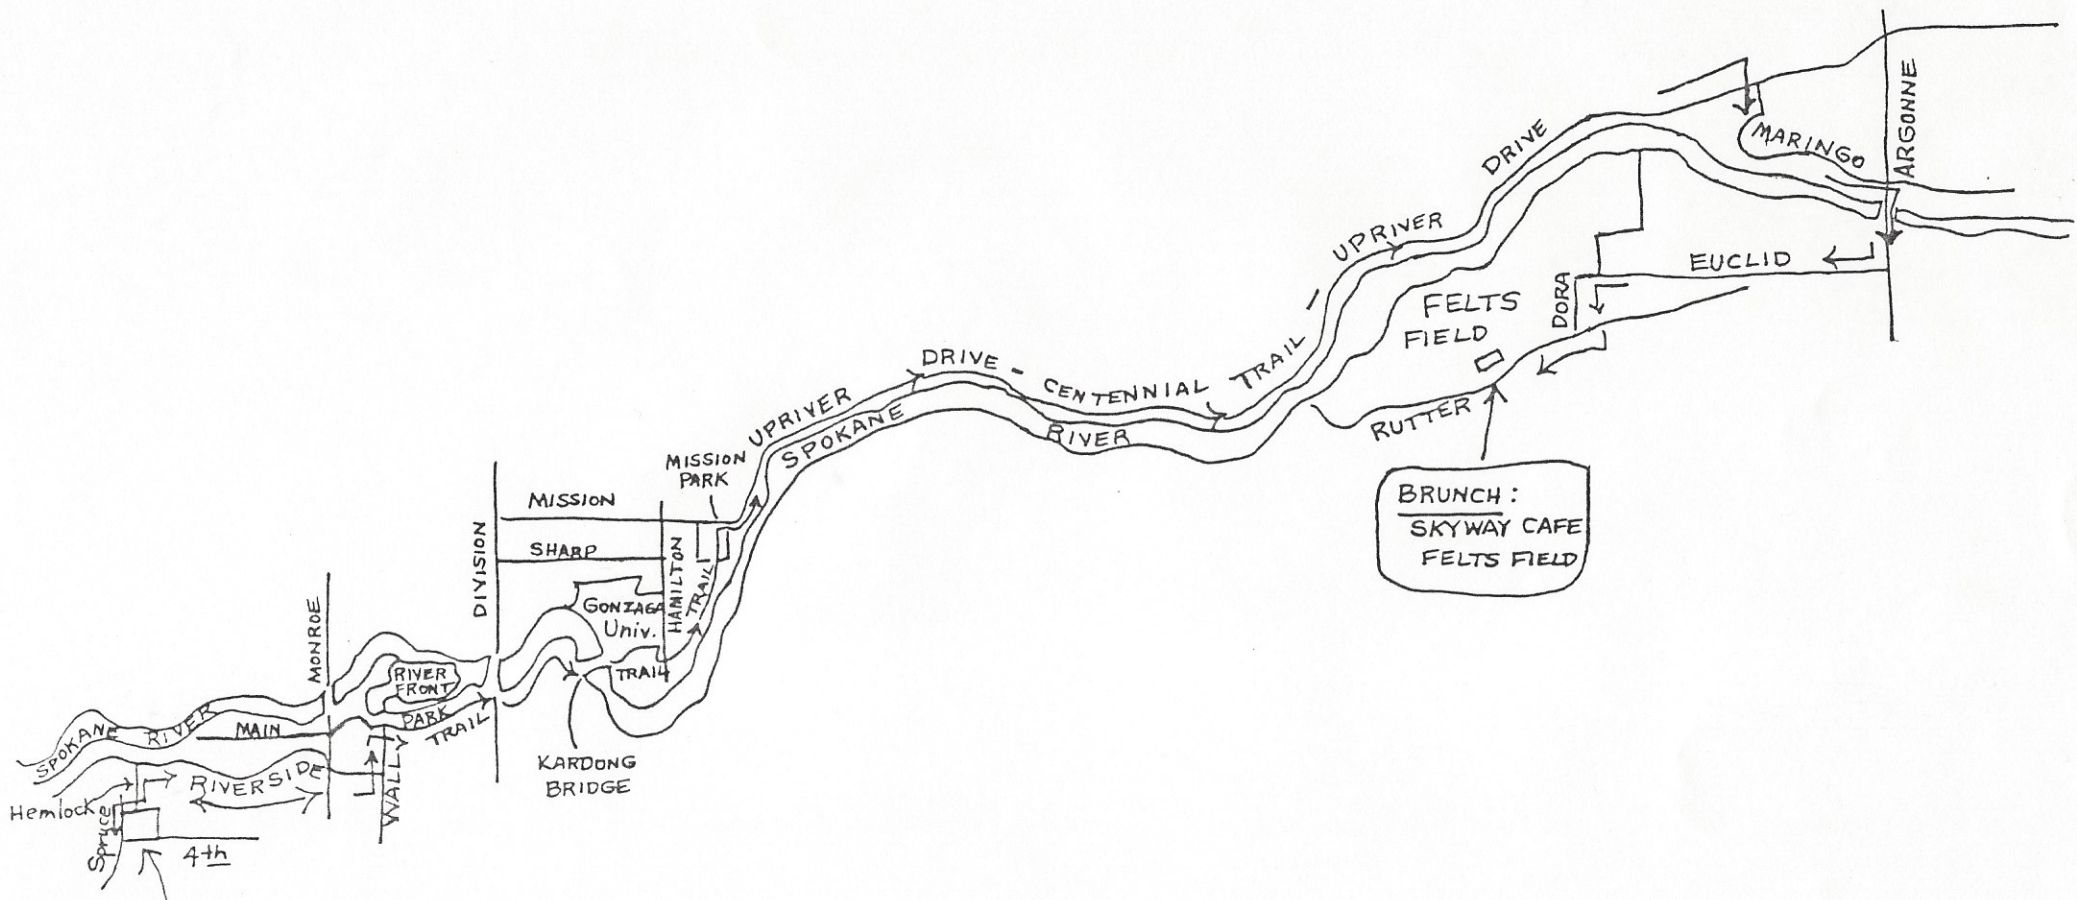 ARGONNE
MARINGO
UPRIVER DRIVE
EUCLID
DORA
FELTS
FIELD
RUTTER
BRUNCH:
SKYWAY CAFE
FELTS FIELD
UPRIVER DRIVE - CENTENNIAL TRAIL -
SPOKANE RIVER
MISSION
PARK
MISSION
SHARP
DIVISION
HAMILTON
TRAIL
GONZAGA
Univ.
TRAIL
KARDONG
BRIDGE
MONROE
RIVER
FRONT
PARK
TRAIL
SPOKANE RIVER
MAIN
RIVERSIDE
WALL
Hemlock
Spruce
4th